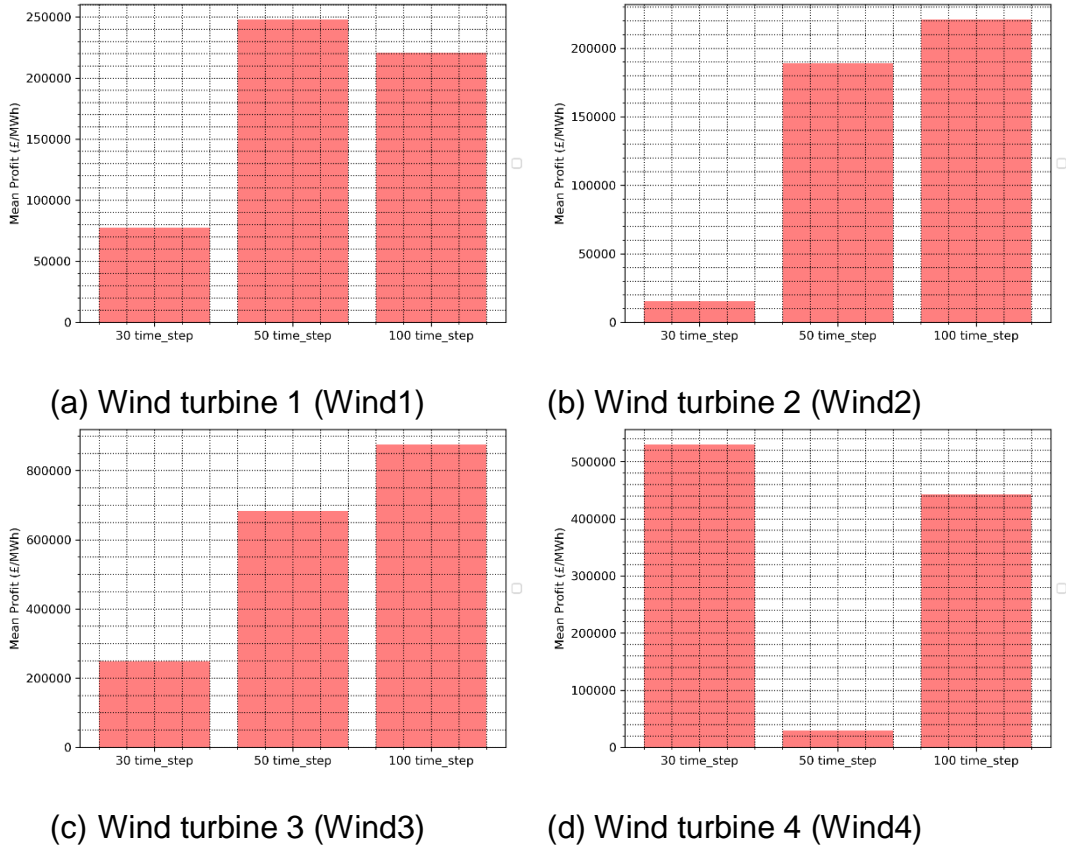 250000
200000
150000
100000
50000
0
Mean Profit (£/MWh)
30 time_step 50 time_step 100 time_step
(a) Wind turbine 1 (Wind1)
200000
150000
100000
50000
0
Mean Profit (£/MWh)
30 time_step 50 time_step 100 time_step
(b) Wind turbine 2 (Wind2)
800000
600000
400000
200000
0
Mean Profit (£/MWh)
30 time_step 50 time_step 100 time_step
(c) Wind turbine 3 (Wind3)
500000
400000
300000
200000
100000
0
Mean Profit (£/MWh)
30 time_step 50 time_step 100 time_step
(d) Wind turbine 4 (Wind4)